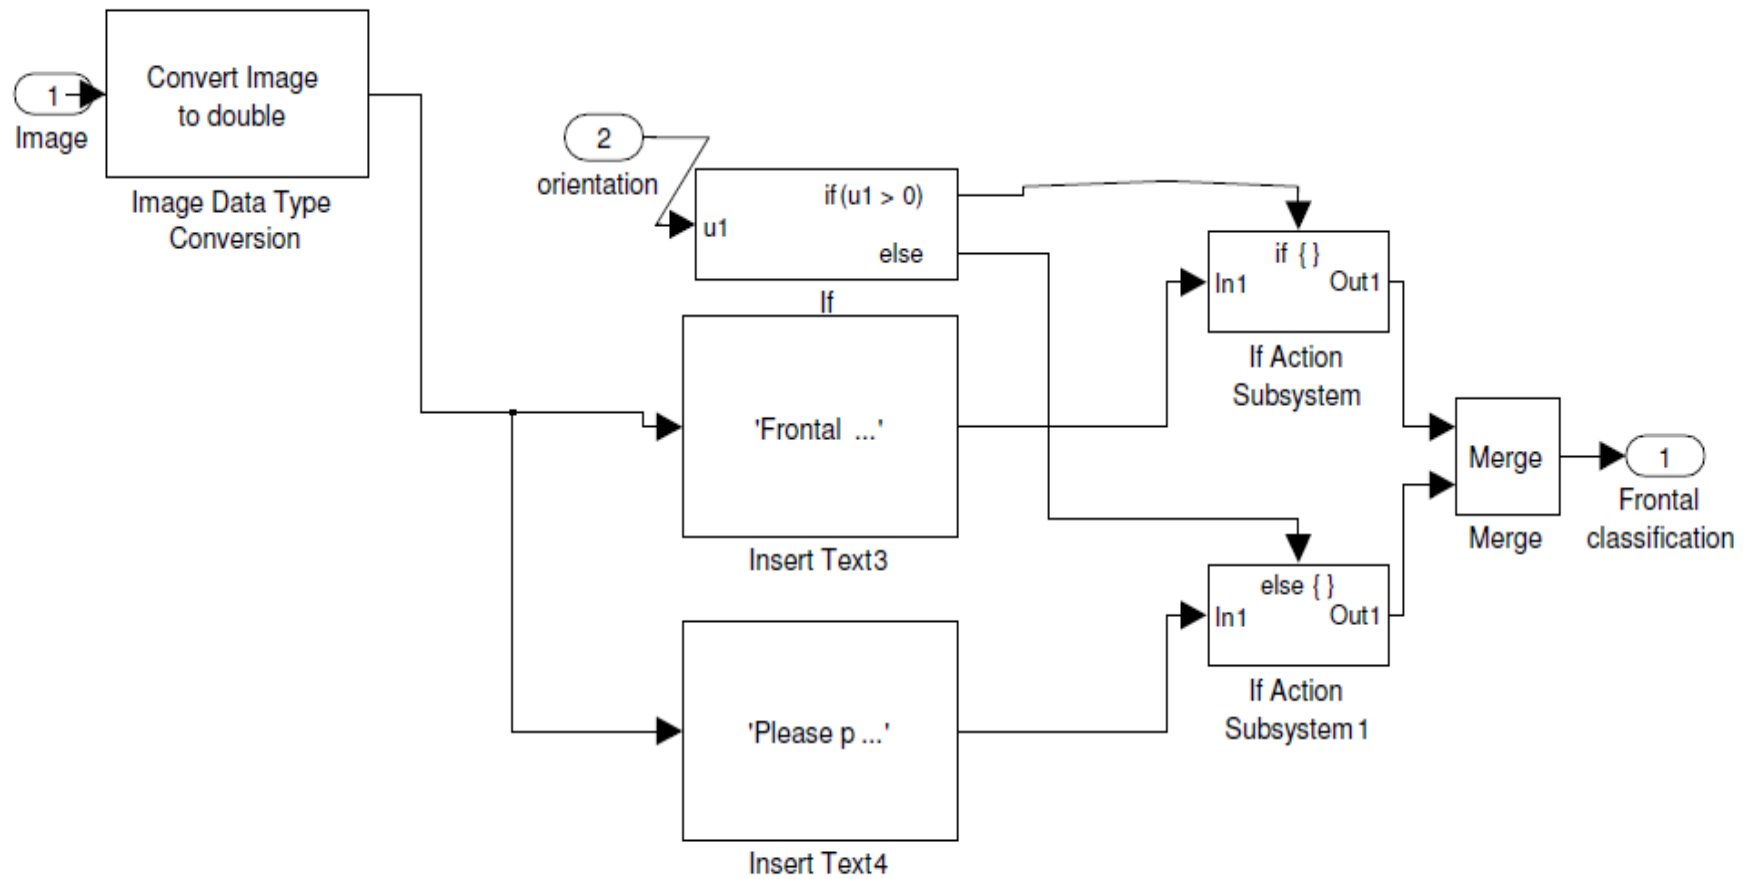 1
Image
Convert Image
to double
Image Data Type
Conversion
2
orientation
u1
if (u1 > 0)
else
If
'Frontal ...'
Insert Text3
'Please p ...'
Insert Text4
if { }
In1
Out1
If Action
Subsystem
else { }
In1
Out1
If Action
Subsystem1
Merge
Merge
1
Frontal
classification